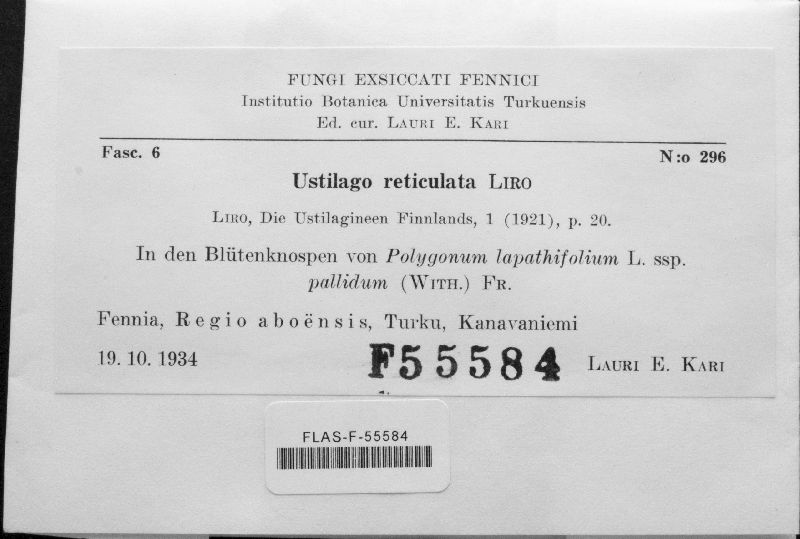 FUNGI EXSICCATI FENNICI
Institutio Botanica Universitatis Turkuensis
Ed. cur. LAURI E. KARI
Fasc. 6 N:o 296
Ustilago reticulata LIRO
LIRO, Die Ustilagineen Finnlands, 1 (1921), p. 20.
In den Blütenknospen von Polygonum lapathifolium L. ssp.
pallidum (WITH.) FR.
Fennia, Regio aboënsis, Turku, Kanavaniemi
19. 10. 1934 F55584 LAURI E. KARI
FLAS-F-55584